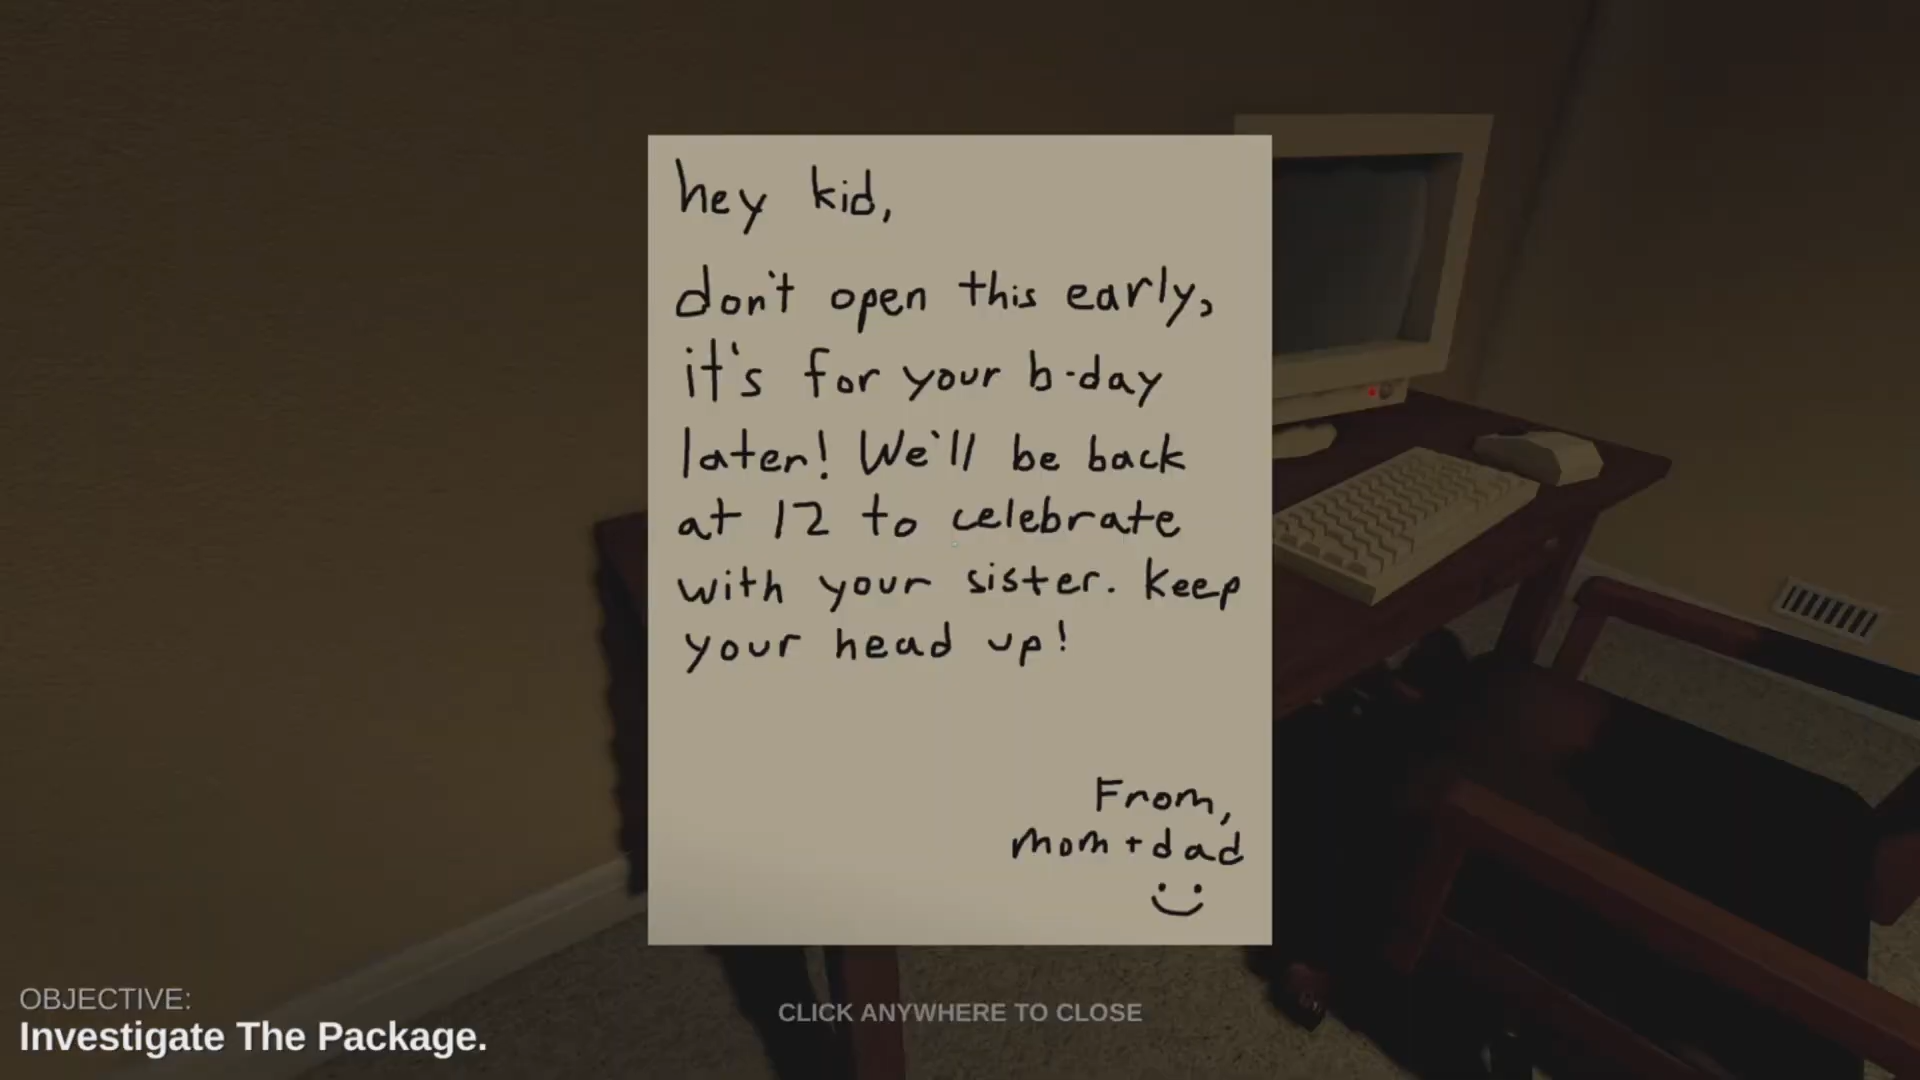 hey kid,
don't open this early,
it's for your b-day
later! We'll be back
at 12 to celebrate
with your sister. Keep
your head up!
From,
mom + dad
OBJECTIVE:
Investigate The Package.
CLICK ANYWHERE TO CLOSE